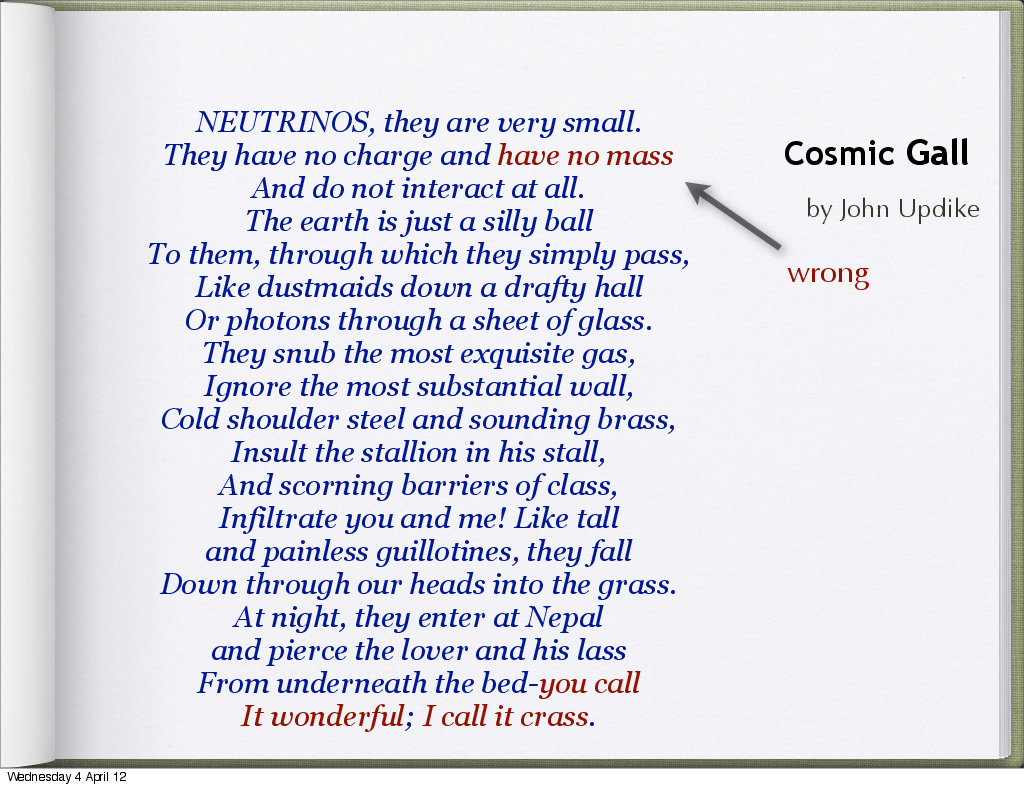 NEUTRINOS, they are very small.
They have no charge and have no mass
And do not interact at all.
The earth is just a silly ball
To them, through which they simply pass,
Like dustmaids down a drafty hall
Or photons through a sheet of glass.
They snub the most exquisite gas,
Ignore the most substantial wall,
Cold shoulder steel and sounding brass,
Insult the stallion in his stall,
And scorning barriers of class,
Infiltrate you and me! Like tall
and painless guillotines, they fall
Down through our heads into the grass.
At night, they enter at Nepal
and pierce the lover and his lass
From underneath the bed-you call
It wonderful; I call it crass.
Cosmic Gall
by John Updike
wrong
Wednesday 4 April 12